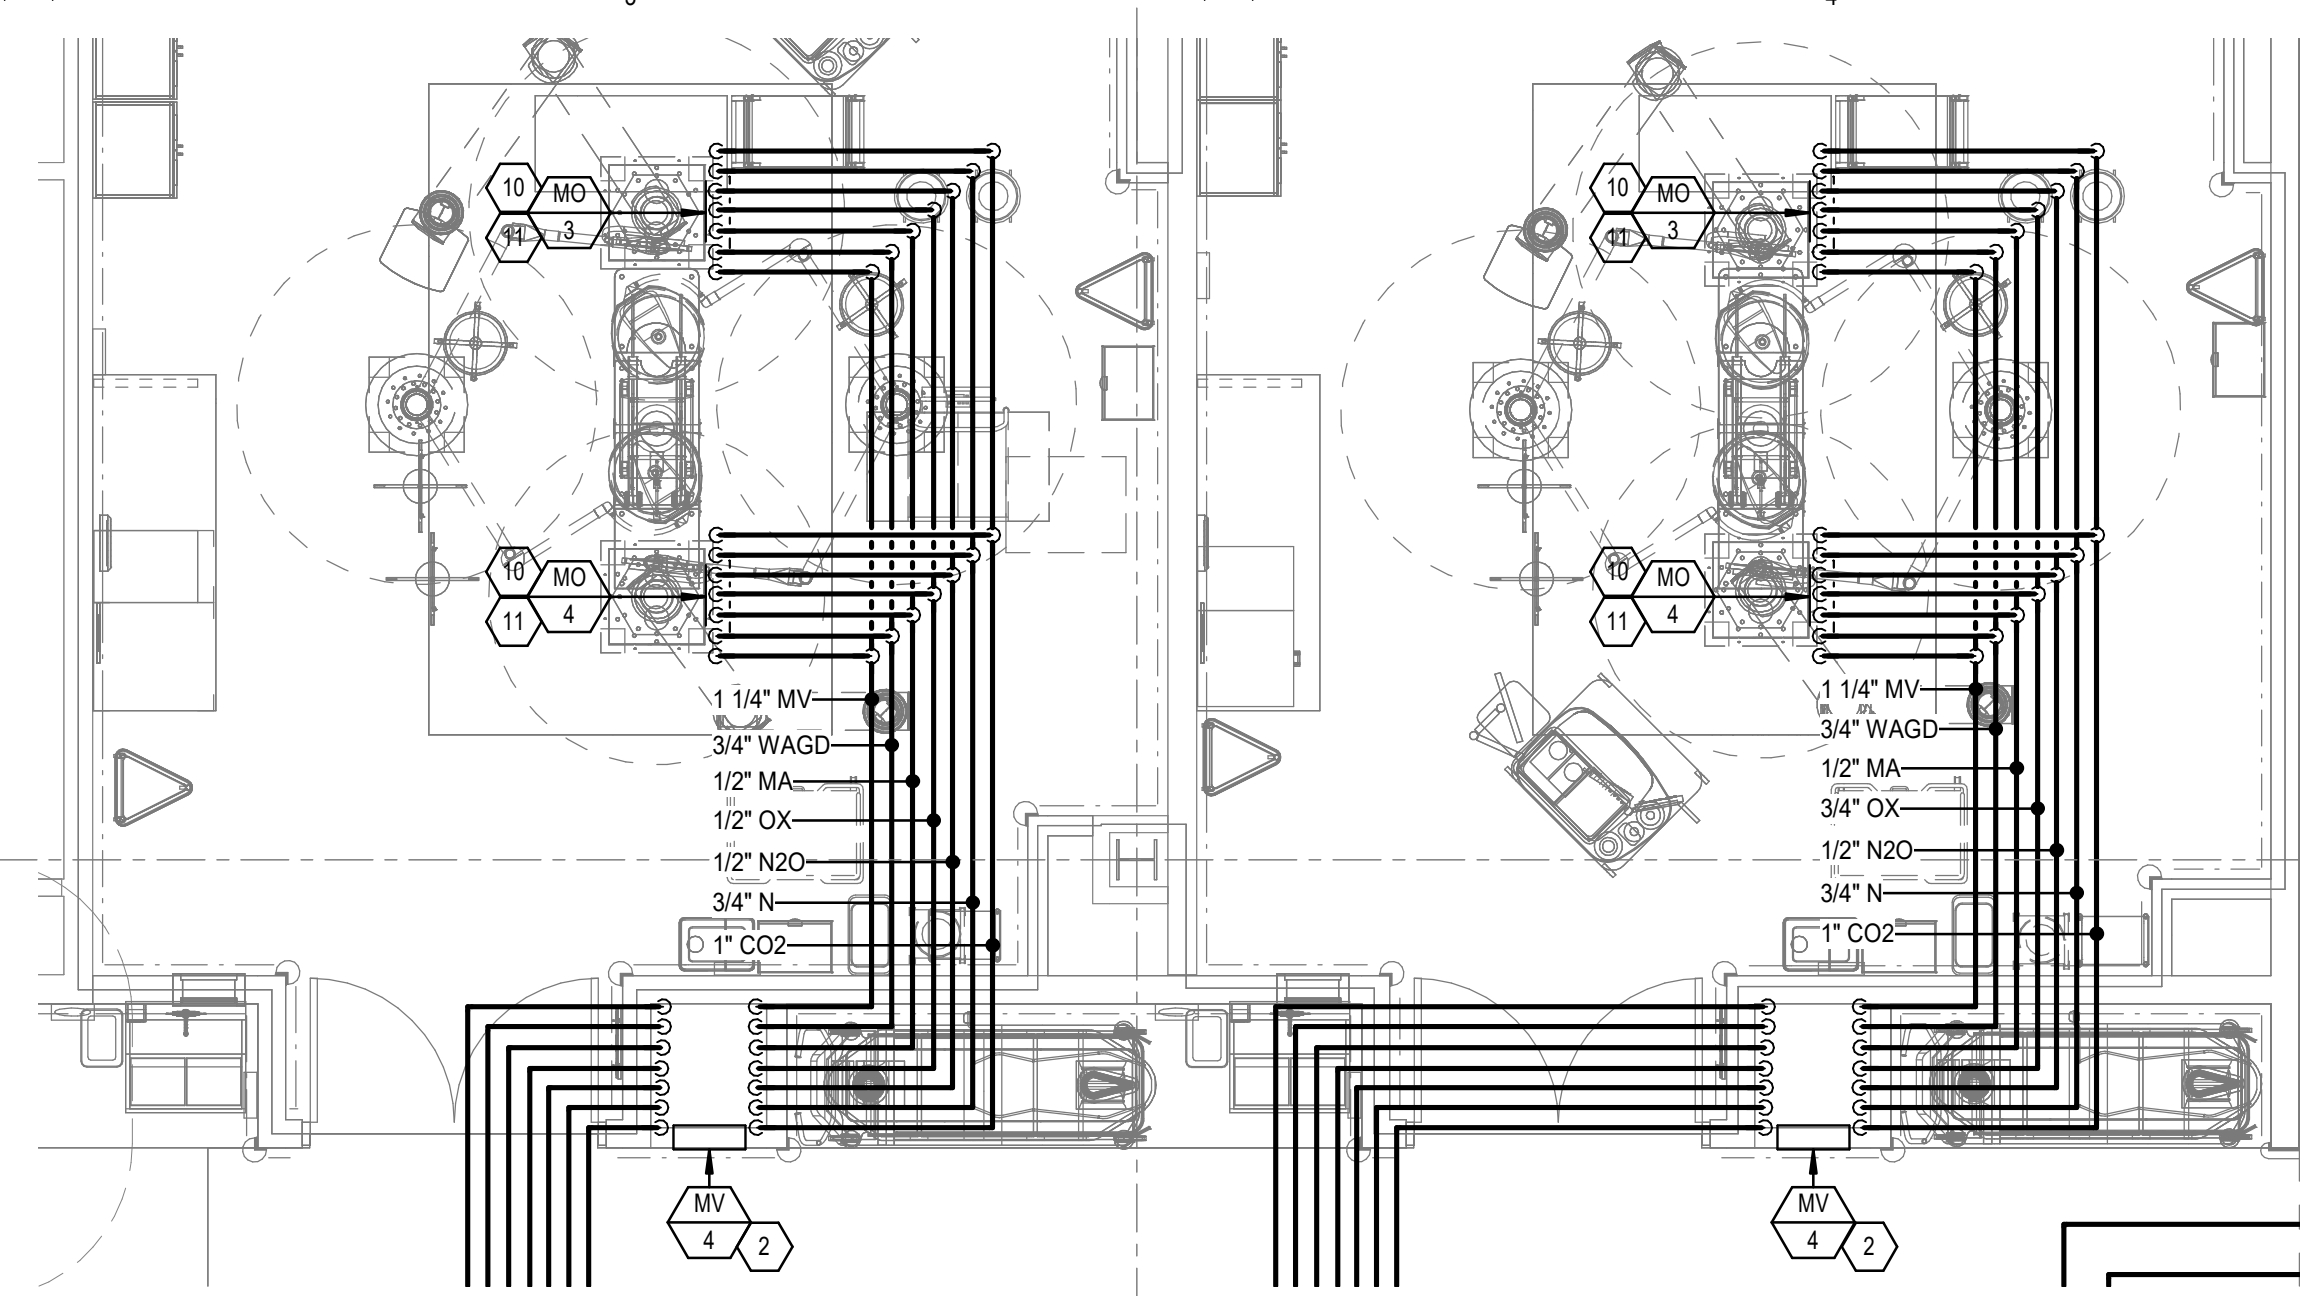 10
MO
3
11
10
MO
3
11
10
MO
4
11
10
MO
4
11
1 1/4" MV
3/4" WAGD
1/2" MA
1/2" OX
1/2" N2O
3/4" N
1" CO2
1 1/4" MV
3/4" WAGD
1/2" MA
3/4" OX
1/2" N2O
3/4" N
1" CO2
MV
4
2
MV
4
2